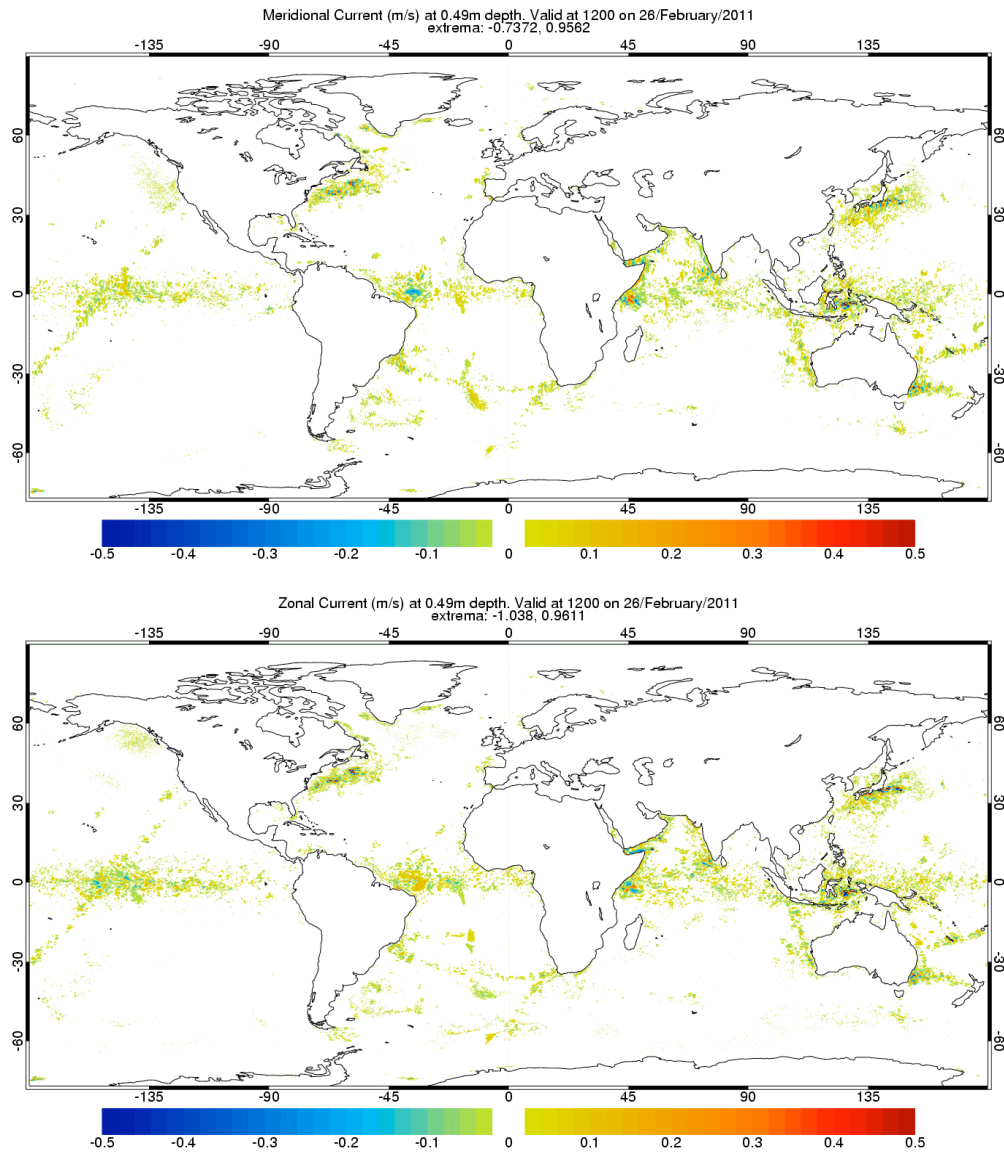 Meridional Current (m/s) at 0.49m depth. Valid at 1200 on 26/February/2011
extrema: -0.7372, 0.9562
-135 -90 -45 0 45 90 135
60 60
30 30
0 0
-30 -30
-60 -60
-135 -90 -45 0 45 90 135
-0.5 -0.4 -0.3 -0.2 -0.1 0 0.1 0.2 0.3 0.4 0.5
Zonal Current (m/s) at 0.49m depth. Valid at 1200 on 26/February/2011
extrema: -1.038, 0.9611
-135 -90 -45 0 45 90 135
60 60
30 30
0 0
-30 -30
-60 -60
-135 -90 -45 0 45 90 135
-0.5 -0.4 -0.3 -0.2 -0.1 0 0.1 0.2 0.3 0.4 0.5